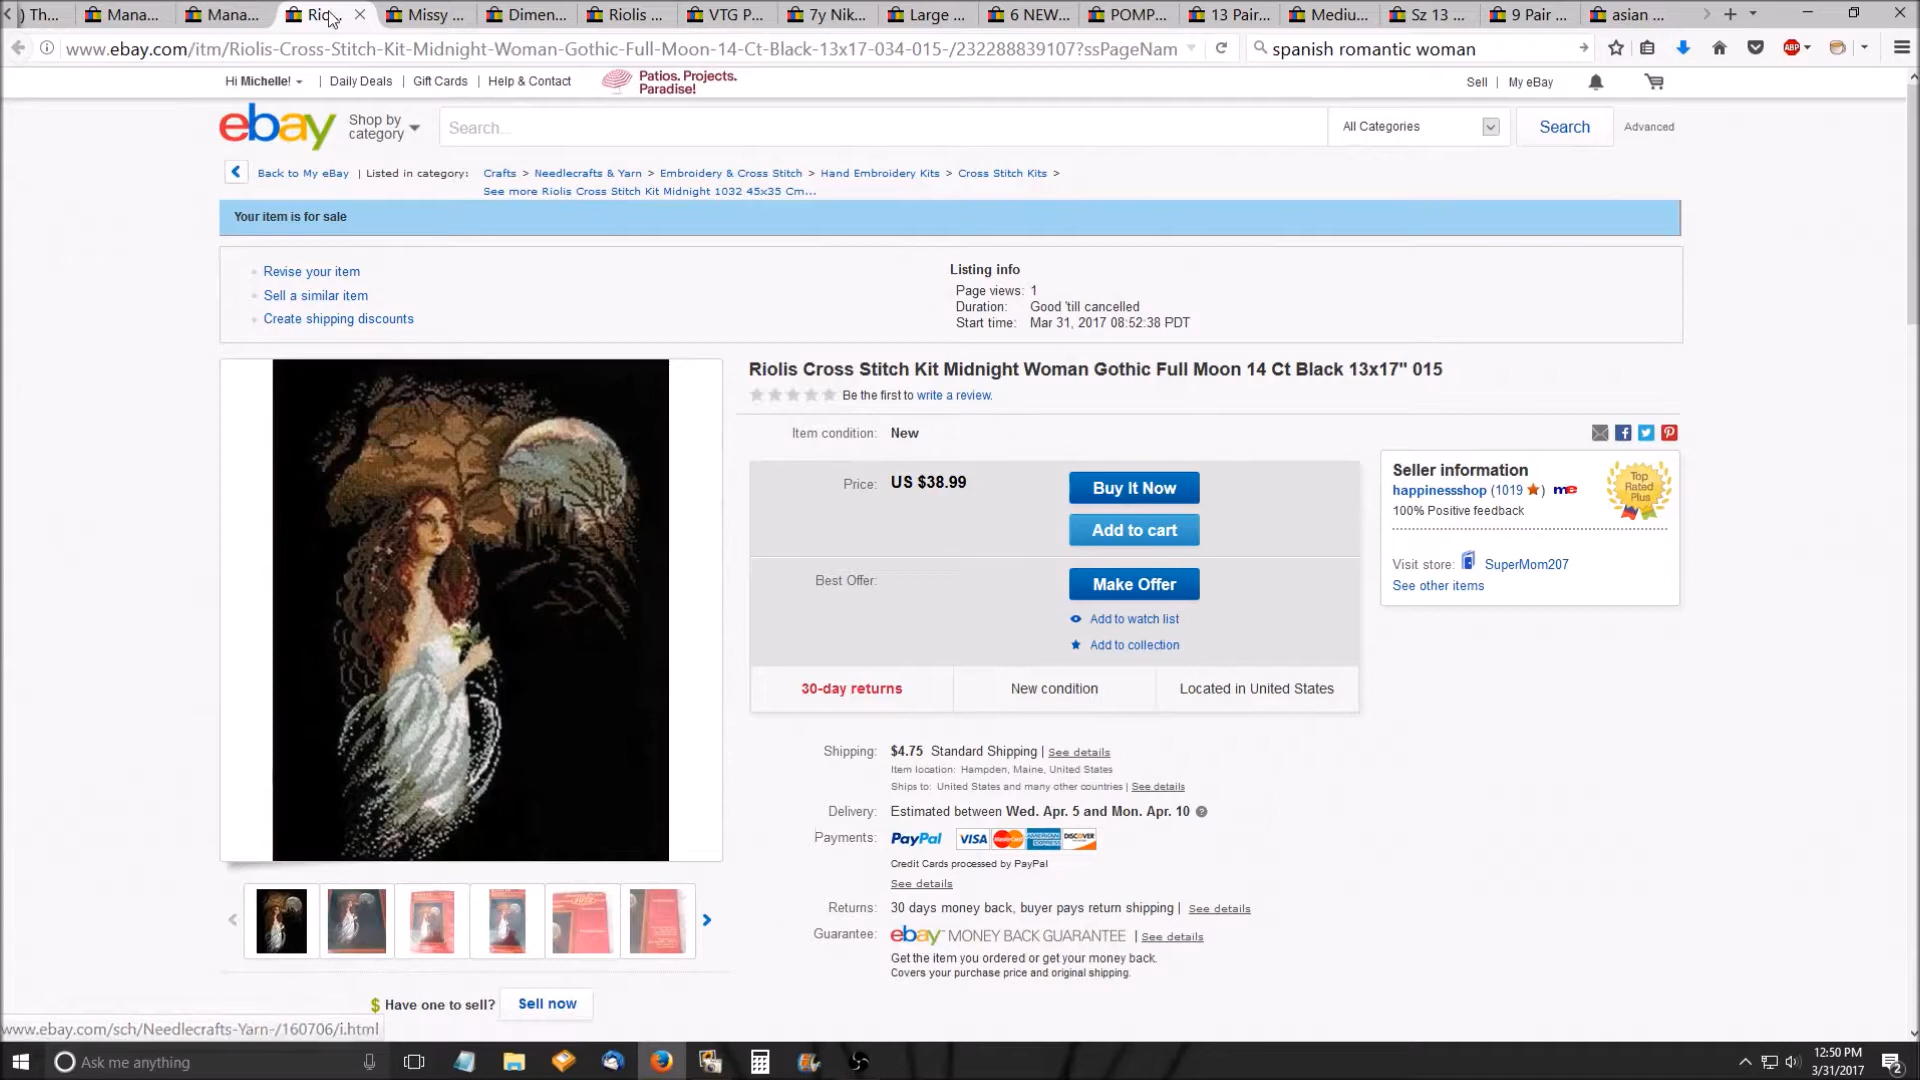 ) Th...
Mana...
Mana...
Rio
Missy ...
Dimen...
Riolis ...
VTG P...
7y Nik...
Large ...
6 NEW...
POMP...
13 Pair...
Mediu...
Sz 13 ...
9 Pair ...
asian ...
www.ebay.com/itm/Riolis-Cross-Stitch-Kit-Midnight-Woman-Gothic-Full-Moon-14-Ct-Black-13x17-034-015-/232288839107?ssPageNam
spanish romantic woman
ABP
Hi Michelle! | Daily Deals | Gift Cards | Help & Contact
Patios. Projects.
Paradise!
Sell | My eBay
ebay
Shop by
category
Search...
All Categories
Search
Advanced
Back to My eBay | Listed in category: Crafts > Needlecrafts & Yarn > Embroidery & Cross Stitch > Hand Embroidery Kits > Cross Stitch Kits >
See more Riolis Cross Stitch Kit Midnight 1032 45x35 Cm...
Your item is for sale
Revise your item
Sell a similar item
Create shipping discounts
Listing info
Page views: 1
Duration: Good 'till cancelled
Start time: Mar 31, 2017 08:52:38 PDT
Riolis Cross Stitch Kit Midnight Woman Gothic Full Moon 14 Ct Black 13x17" 015
Be the first to write a review.
Item condition: New
Price: US $38.99
Buy It Now
Add to cart
Best Offer:
Make Offer
Add to watch list
Add to collection
30-day returns
New condition
Located in United States
Seller information
happinessshop (1019 ) me
100% Positive feedback
Top
Rated
Plus
Visit store: SuperMom207
See other items
Shipping: $4.75 Standard Shipping | See details
Item location: Hampden, Maine, United States
Ships to: United States and many other countries | See details
Delivery: Estimated between Wed. Apr. 5 and Mon. Apr. 10
Payments: PayPal VISA MasterCard AMERICAN EXPRESS DISCOVER
Credit Cards processed by PayPal
See details
Returns: 30 days money back, buyer pays return shipping | See details
Guarantee: ebay MONEY BACK GUARANTEE | See details
Get the item you ordered or get your money back.
Covers your purchase price and original shipping.
$ Have one to sell? Sell now
www.ebay.com/sch/Needlecrafts-Yarn-/160706/i.html
Ask me anything
12:50 PM
3/31/2017
2